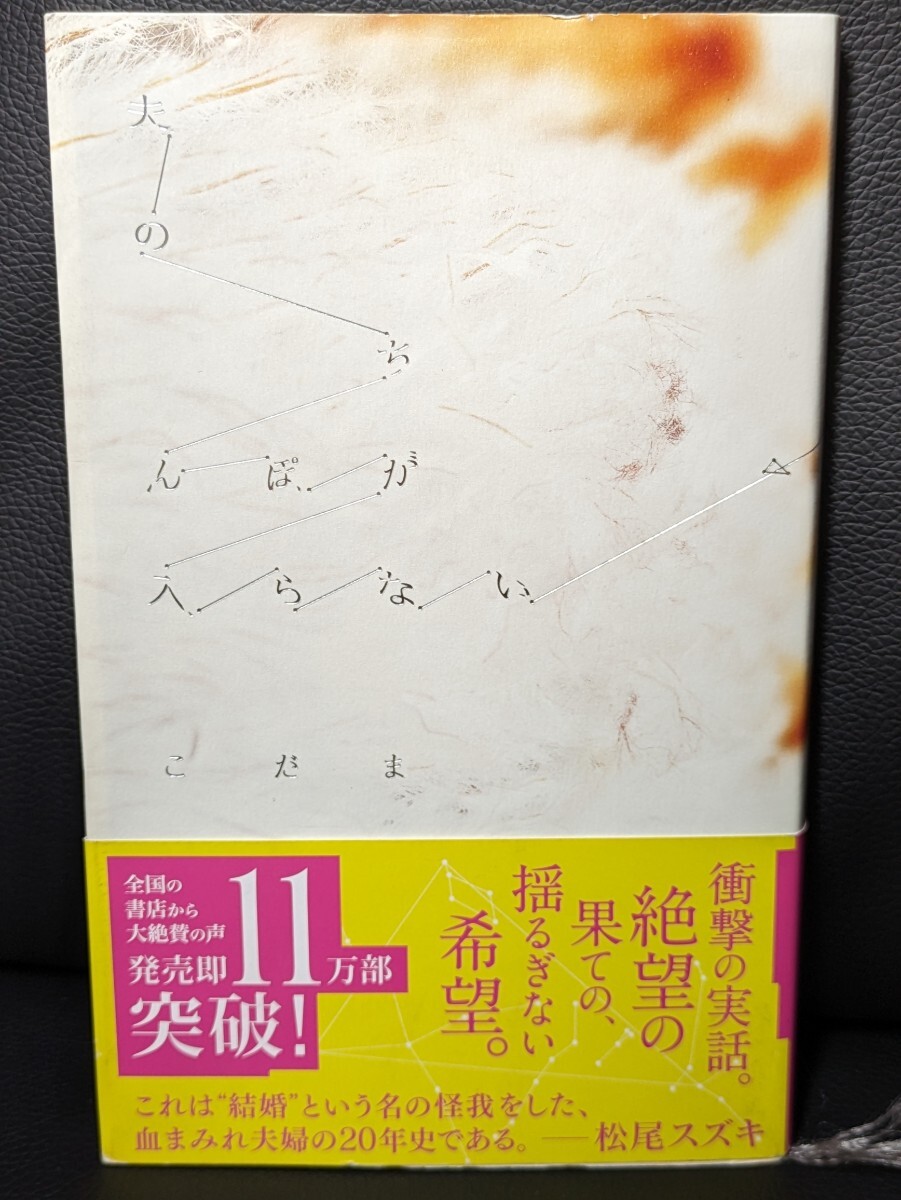 夫の
ち
んぽが
入らない
こだま
衝撃の実話。
絶望の
果ての、
揺るぎない
希望。
全国の
書店から
大絶賛の声
発売即11万部
突破!
これは“結婚”という名の怪我をした、
血まみれ夫婦の20年史である。──松尾スズキ